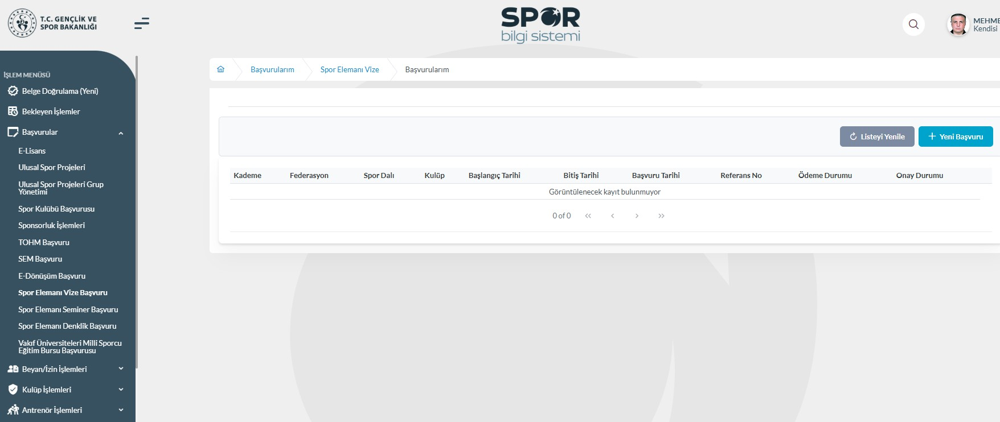 T.C. GENÇLİK VE
SPOR BAKANLIĞI
SPOR
bilgi sistemi
Kendisi
İŞLEM MENÜSÜ
Belge Doğrulama (Yeni)
Bekleyen İşlemler
Başvurular
E-Lisans
Ulusal Spor Projeleri
Ulusal Spor Projeleri Grup
Yönetimi
Spor Kulübü Başvurusu
Sponsorluk İşlemleri
TOHM Başvuru
SEM Başvuru
E-Dönüşüm Başvuru
Spor Elemanı Vize Başvuru
Spor Elemanı Seminer Başvuru
Spor Elemanı Denklik Başvuru
Vakıf Üniversiteleri Milli Sporcu
Eğitim Bursu Başvurusu
Beyan/İzin İşlemleri
Kulüp İşlemleri
Antrenör İşlemleri
Başvurularım Spor Elemanı Vize Başvurularım
Listeyi Yenile Yeni Başvuru
Kademe Federasyon Spor Dalı Kulüp Başlangıç Tarihi Bitiş Tarihi Başvuru Tarihi Referans No Ödeme Durumu Onay Durumu
Görüntülenecek kayıt bulunmuyor
0 of 0